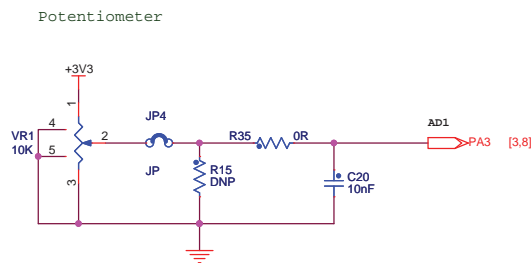 Potentiometer
+3V3
1
4
JP4
VR1
2
R35
0R
AD1
PA3
[3,8]
10K
5
JP
R15
DNP
C20
10nF
3